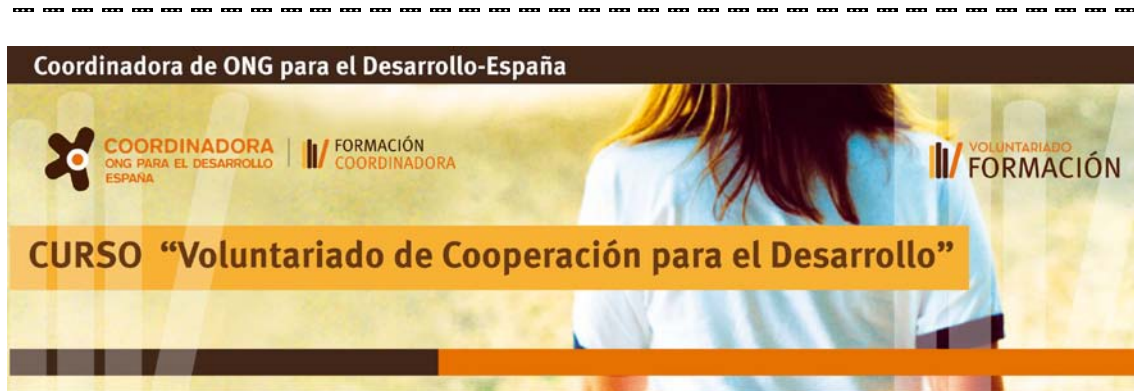 Coordinadora de ONG para el Desarrollo-España
COORDINADORA
ONG PARA EL DESARROLLO
ESPAÑA
FORMACIÓN
COORDINADORA
VOLUNTARIADO
FORMACIÓN
CURSO “Voluntariado de Cooperación para el Desarrollo”